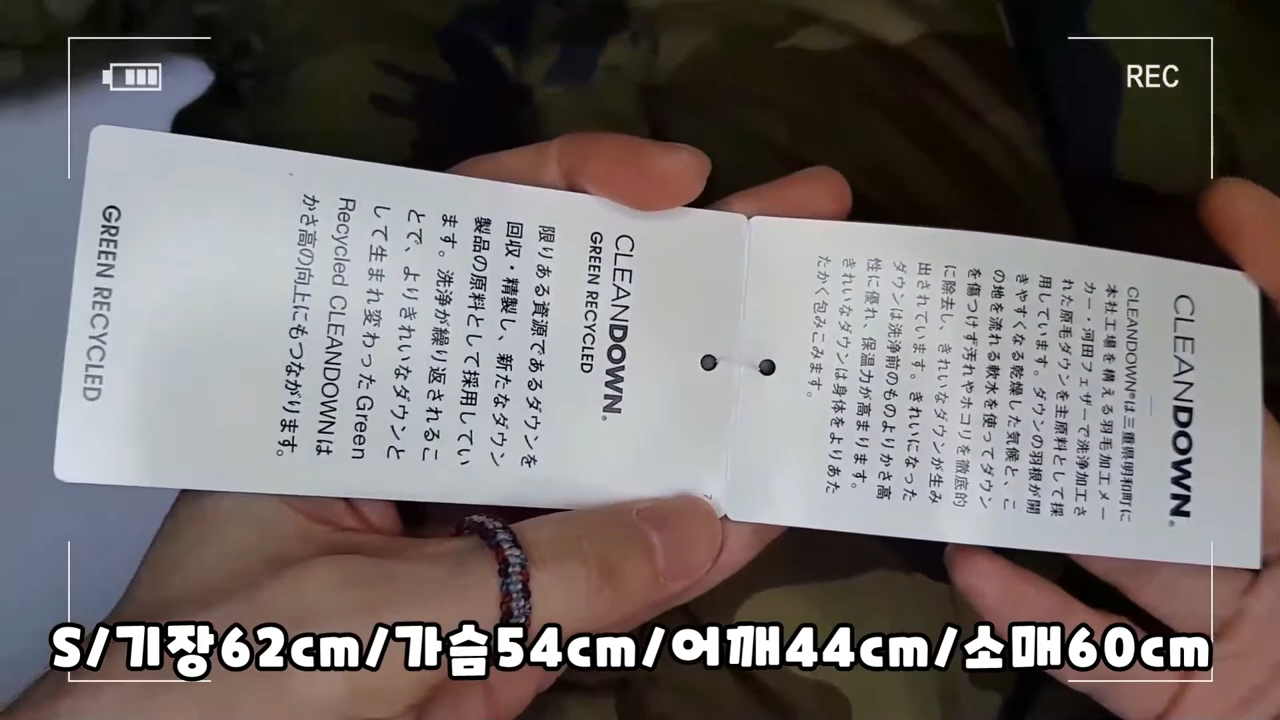 REC
CLEANDOWN®
CLEANDOWN®は三重県明和町に
本社工場を構える羽毛加工メー
カー・河田フェザーで洗浄加工さ
れた原毛ダウンを主原料として採
用しています。ダウンの羽根が開
きやすくなる乾燥した気候と、こ
の地を流れる軟水を使ってダウン
を傷つけず汚れやホコリを徹底的
に除去し、きれいなダウンが生み
出されています。きれいになった
ダウンは洗浄前のものよりかさ高
性に優れ、保温力が高まります。
きれいなダウンは身体をよりあた
たかく包みこみます。
CLEANDOWN®
GREEN RECYCLED
限りある資源であるダウンを
回収・精製し、新たなダウン
製品の原料として採用してい
ます。洗浄が繰り返されるこ
とで、よりきれいなダウンと
して生まれ変わったGreen
Recycled CLEANDOWNは
かさ高の向上にもつながります。
GREEN RECYCLED
S/기장62cm/가슴54cm/어깨44cm/소매60cm